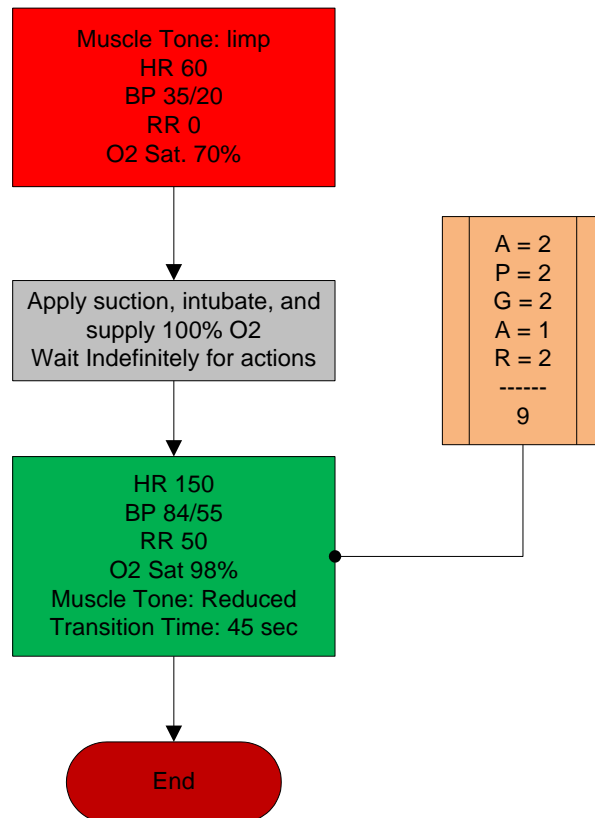 Muscle Tone: limp
HR 60
BP 35/20
RR 0
O2 Sat. 70%
Apply suction, intubate, and
supply 100% O2
Wait Indefinitely for actions
A = 2
P = 2
G = 2
A = 1
R = 2
------
9
HR 150
BP 84/55
RR 50
O2 Sat 98%
Muscle Tone: Reduced
Transition Time: 45 sec
End